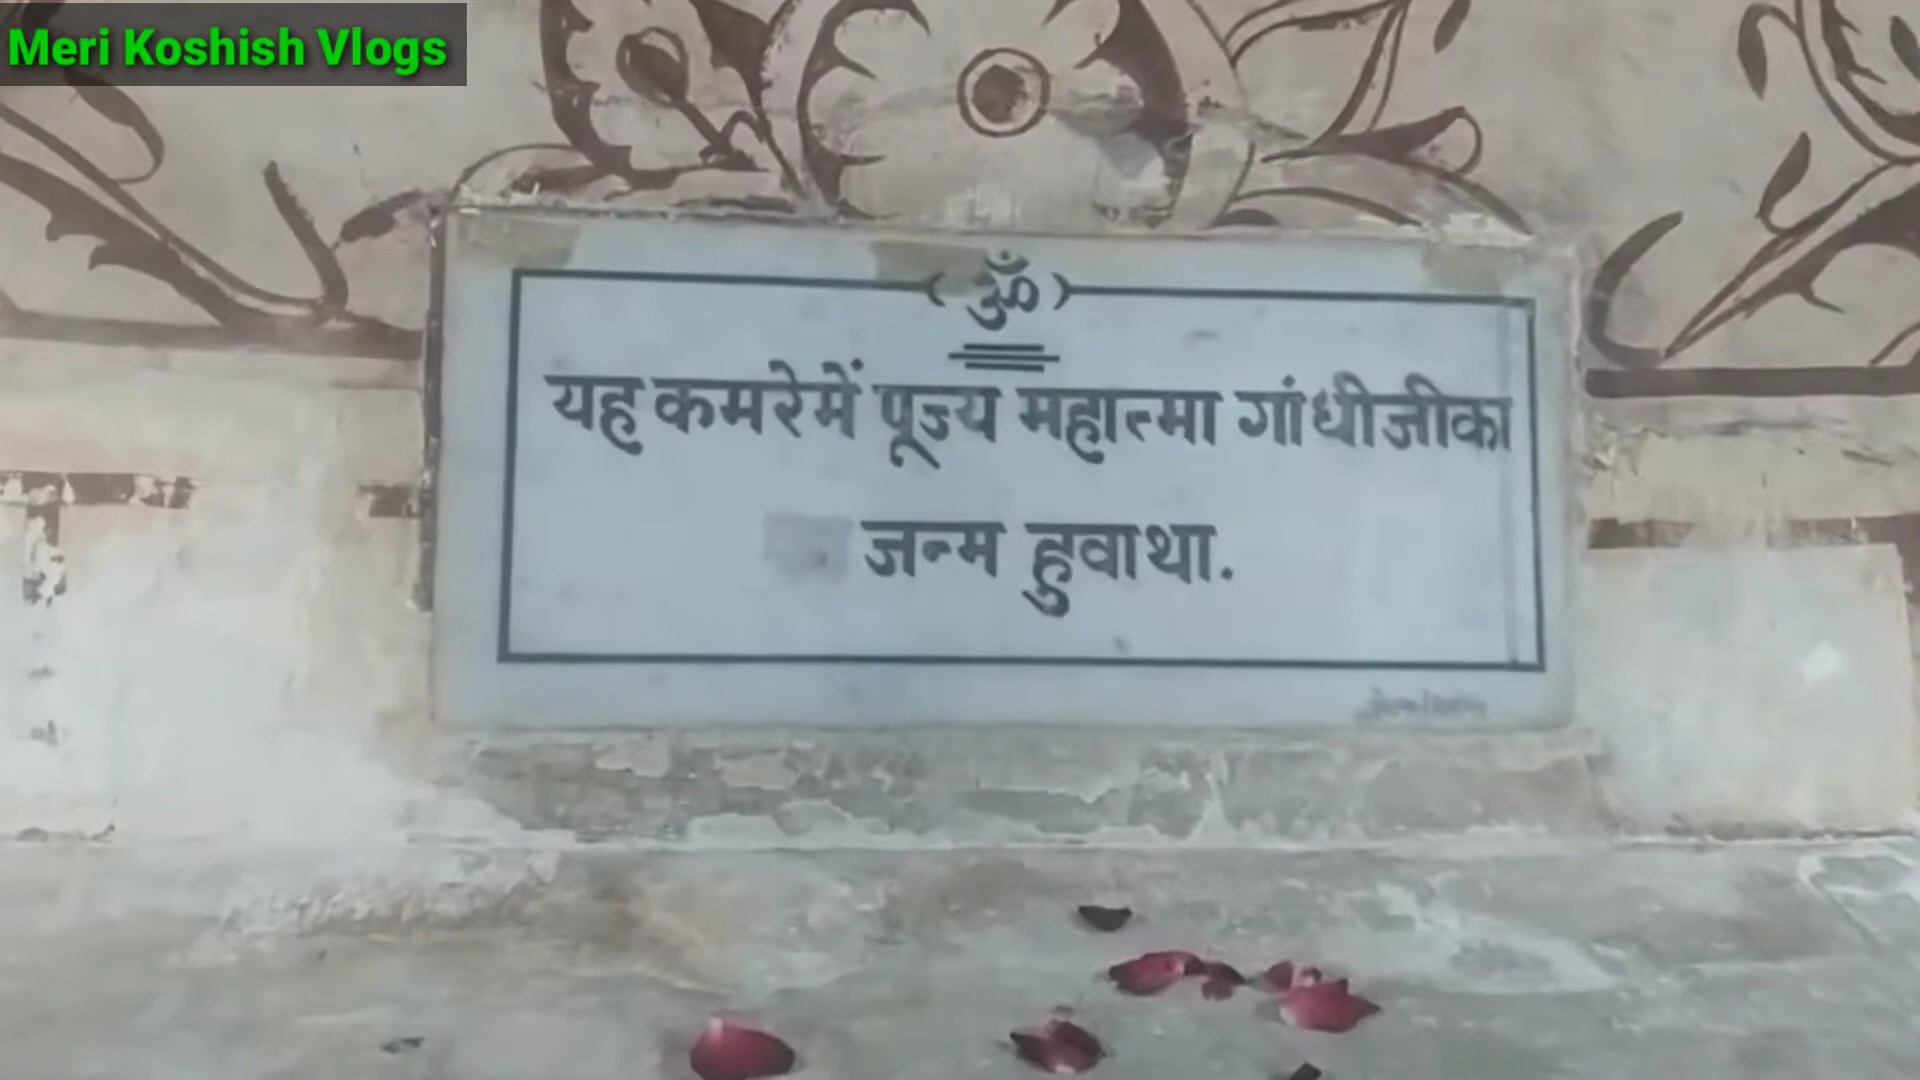 Meri Koshish Vlogs
ॐ
यह कमरेमें पूज्य महात्मा गांधीजीका
जन्म हुवाथा.